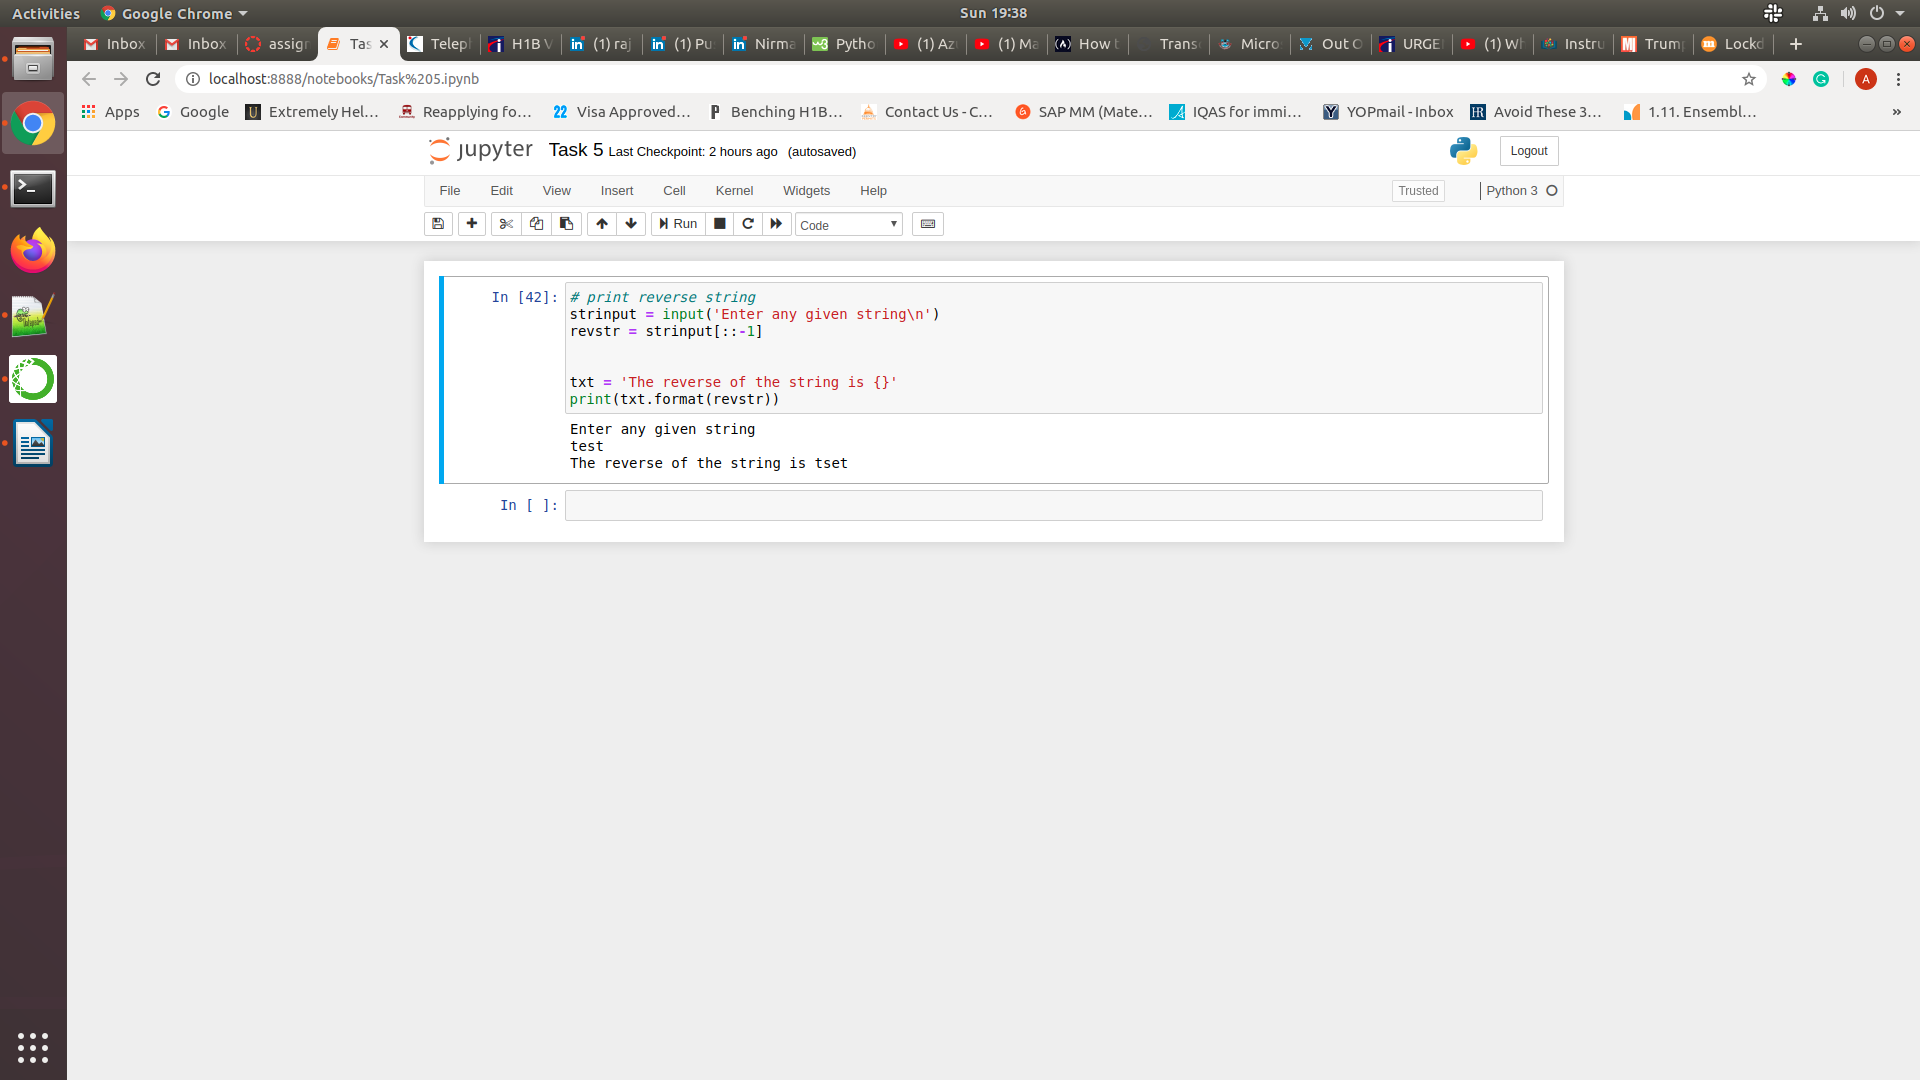 Activities Google Chrome Sun 19:38
Inbox Inbox assigr Tas Telepl H1B V (1) raj (1) Pu Nirma Pytho (1) Az (1) Ma How t Trans Micro Out O URGE (1) Wh Instru Trump Lockd
localhost:8888/notebooks/Task%205.ipynb A
Apps Google Extremely Hel... Reapplying fo... 22 Visa Approved... Benching H1B... Contact Us - C... SAP MM (Mate... IQAS for immi... YOPmail - Inbox Avoid These 3... 1.11. Ensembl... »
jupyter Task 5 Last Checkpoint: 2 hours ago (autosaved) Logout
File Edit View Insert Cell Kernel Widgets Help Trusted Python 3
Run Code
In [42]: # print reverse string
strinput = input('Enter any given string\n')
revstr = strinput[::-1]
txt = 'The reverse of the string is {}'
print(txt.format(revstr))
Enter any given string
test
The reverse of the string is tset
In [ ]: